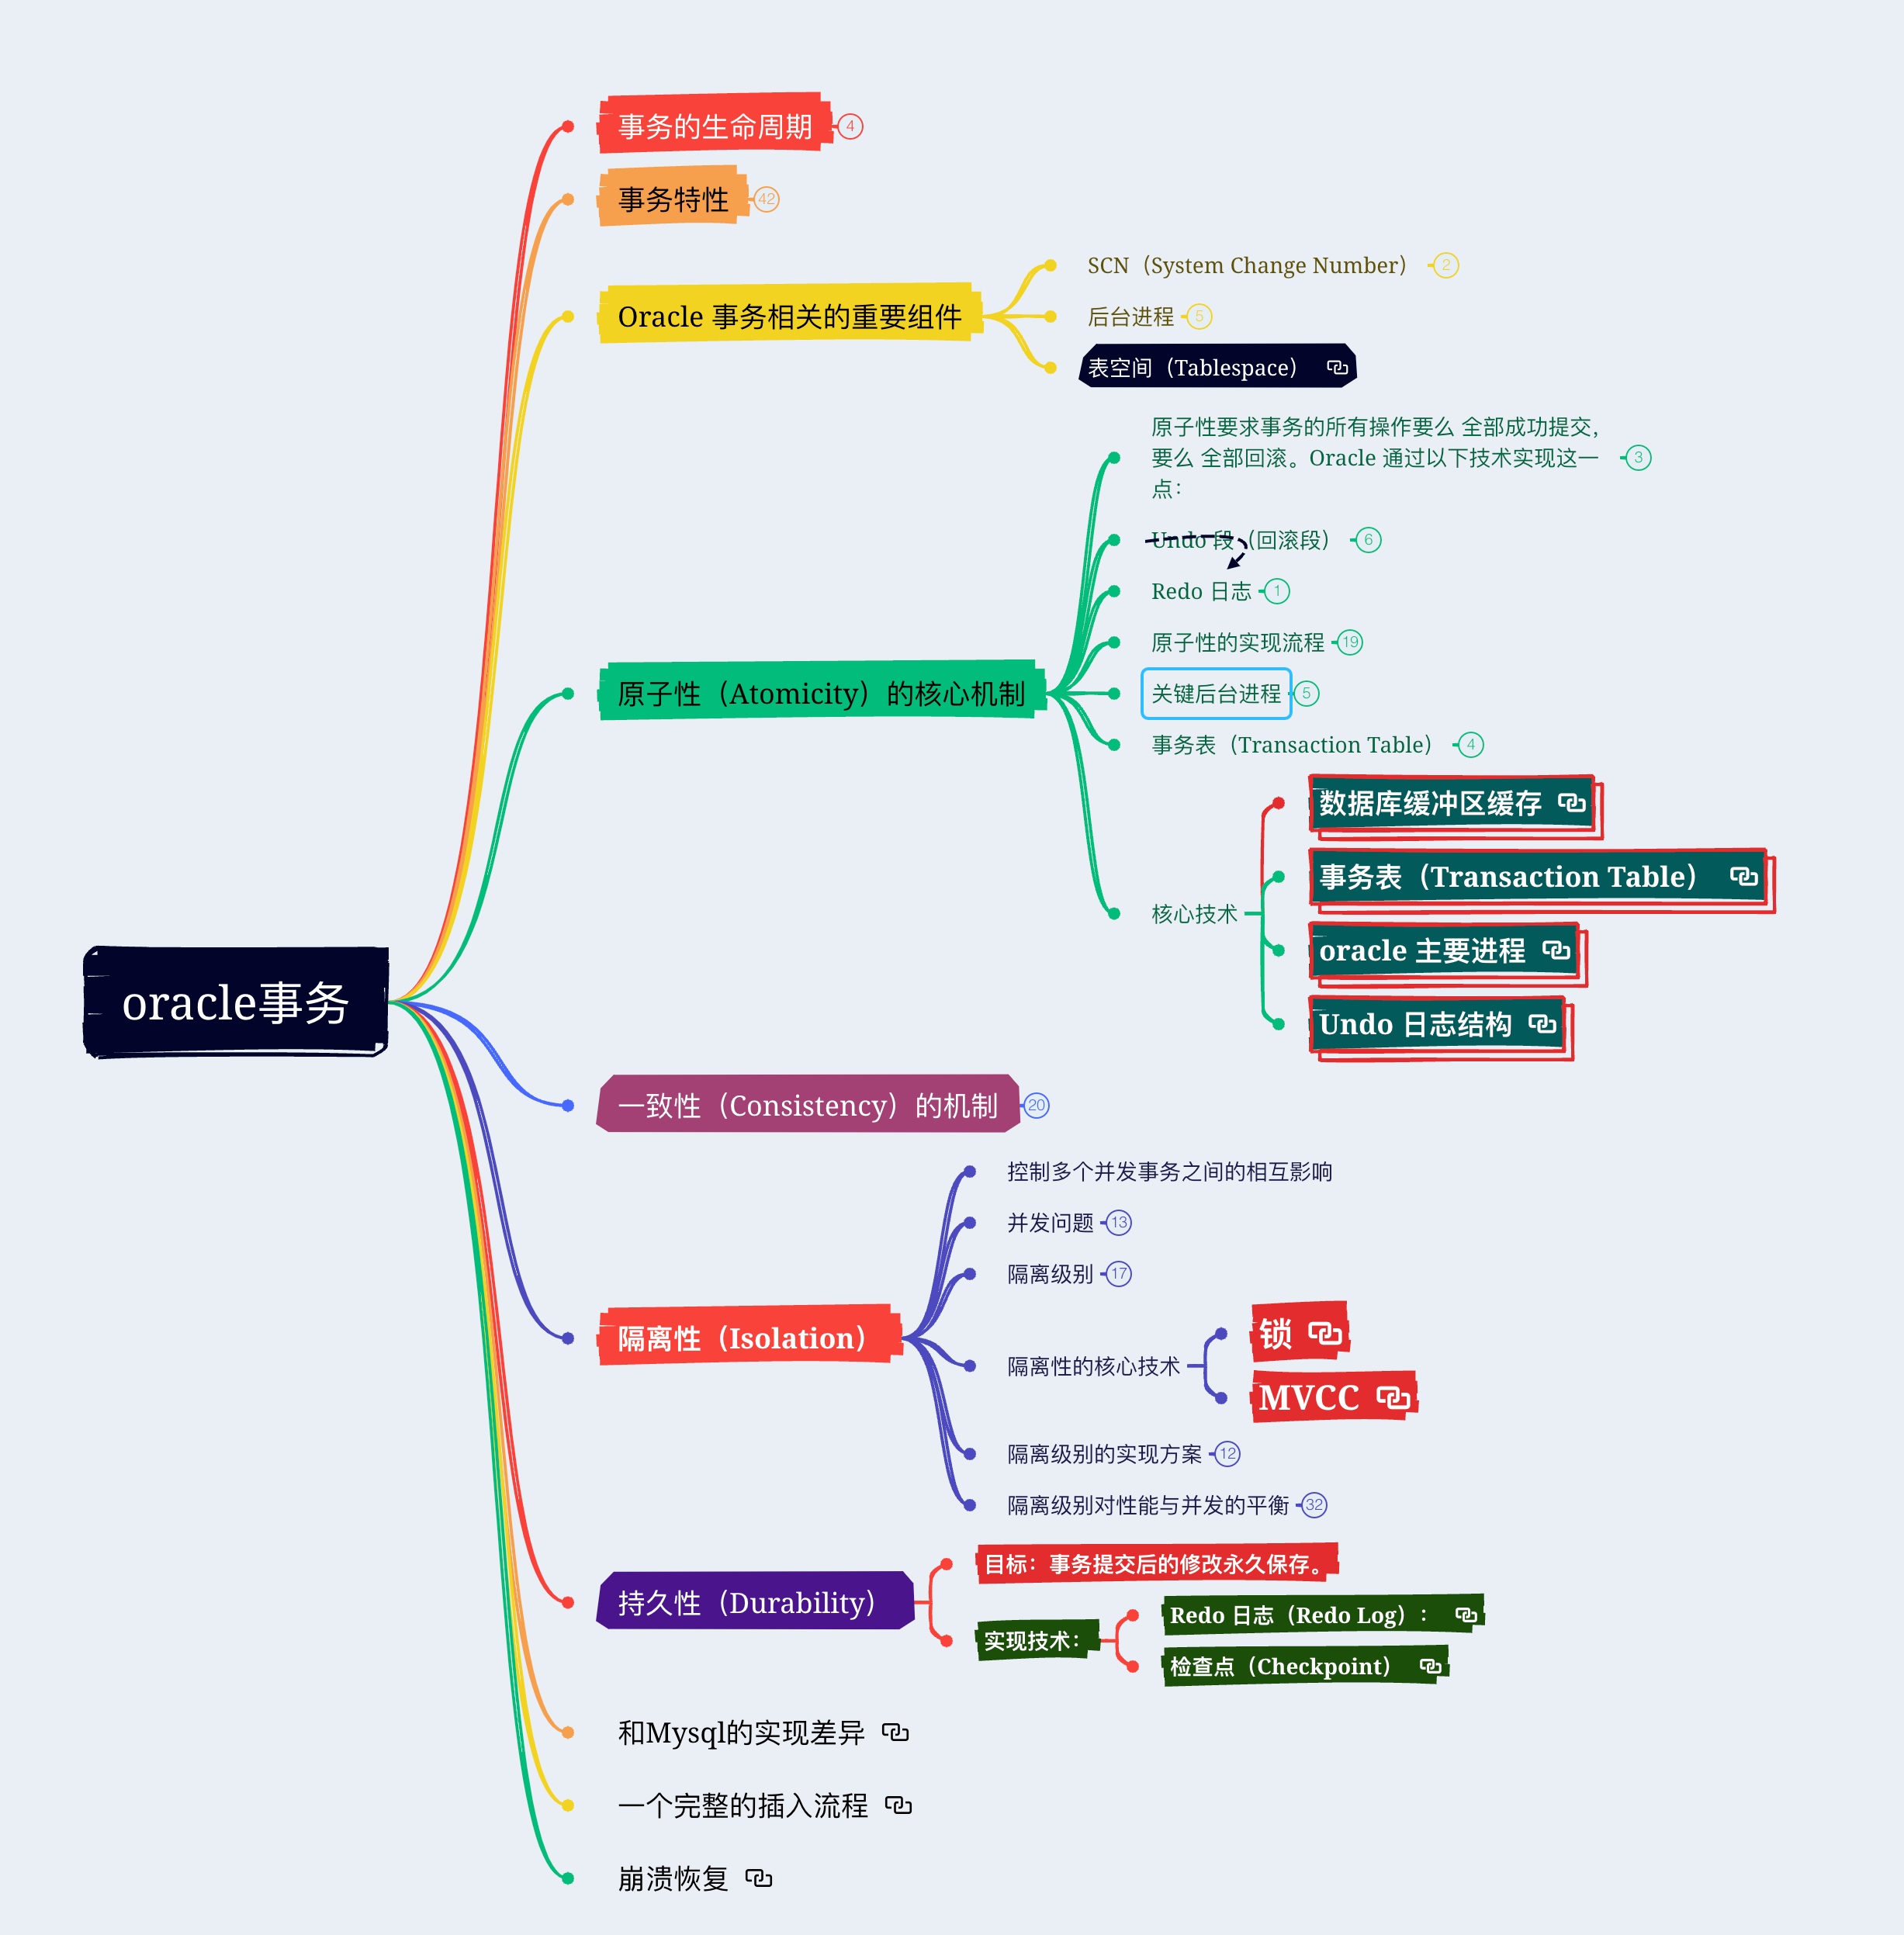 事务的生命周期 4
事务特性 42
SCN（System Change Number） 2
Oracle 事务相关的重要组件
后台进程 5
表空间（Tablespace）
原子性要求事务的所有操作要么 全部成功提交，
要么 全部回滚。Oracle 通过以下技术实现这一
点：
3
Undo 段（回滚段） 6
Redo 日志 1
原子性的实现流程 19
原子性（Atomicity）的核心机制
关键后台进程 5
事务表（Transaction Table） 4
数据库缓冲区缓存
事务表（Transaction Table）
核心技术
oracle 主要进程
Undo 日志结构
oracle事务
一致性（Consistency）的机制 20
控制多个并发事务之间的相互影响
并发问题 13
隔离级别 17
隔离性（Isolation）
隔离性的核心技术
锁
MVCC
隔离级别的实现方案 12
隔离级别对性能与并发的平衡 32
目标：事务提交后的修改永久保存。
持久性（Durability）
实现技术：
Redo 日志（Redo Log）：
检查点（Checkpoint）
和Mysql的实现差异
一个完整的插入流程
崩溃恢复